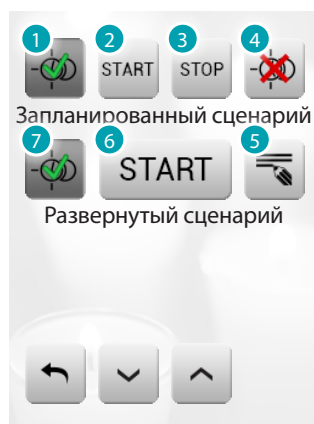 1 2 3 4
START STOP
Запланированный сценарий
7 6 5
START
Развернутый сценарий